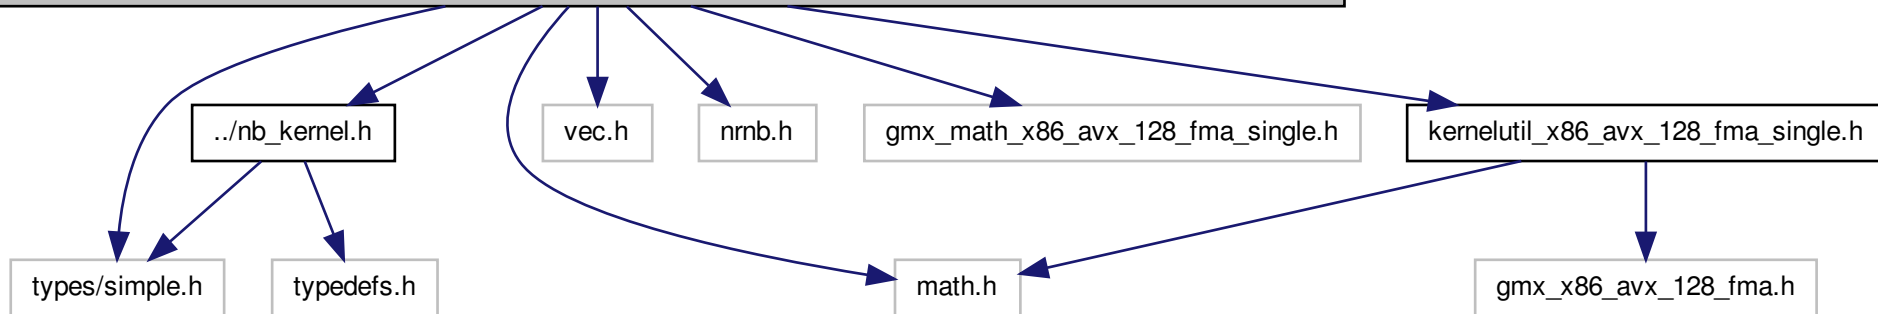 ../nb_kernel.h
vec.h
nrnb.h
gmx_math_x86_avx_128_fma_single.h
kernelutil_x86_avx_128_fma_single.h
types/simple.h
typedefs.h
math.h
gmx_x86_avx_128_fma.h